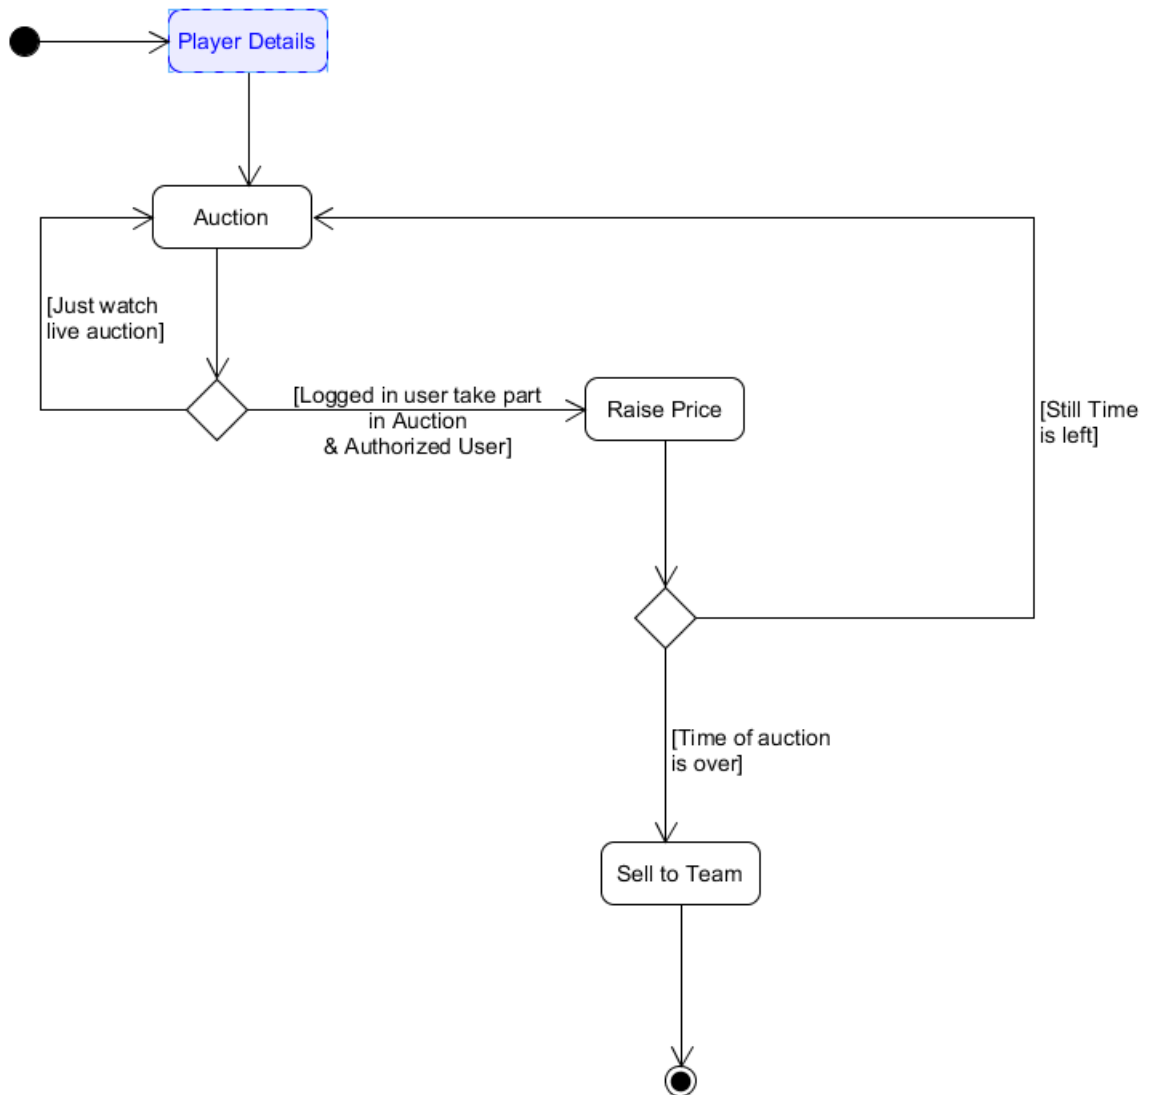 Player Details
Auction
[Just watch
live auction]
[Logged in user take part
in Auction
& Authorized User]
Raise Price
[Still Time
is left]
[Time of auction
is over]
Sell to Team